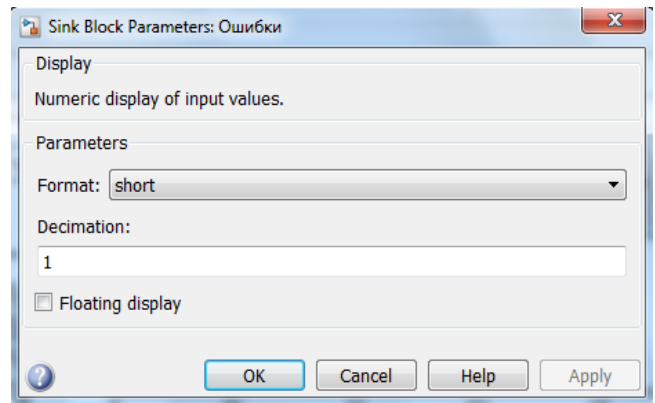 Sink Block Parameters: Ошибки
Display
Numeric display of input values.
Parameters
Format: short
Decimation:
1
Floating display
OK Cancel Help Apply